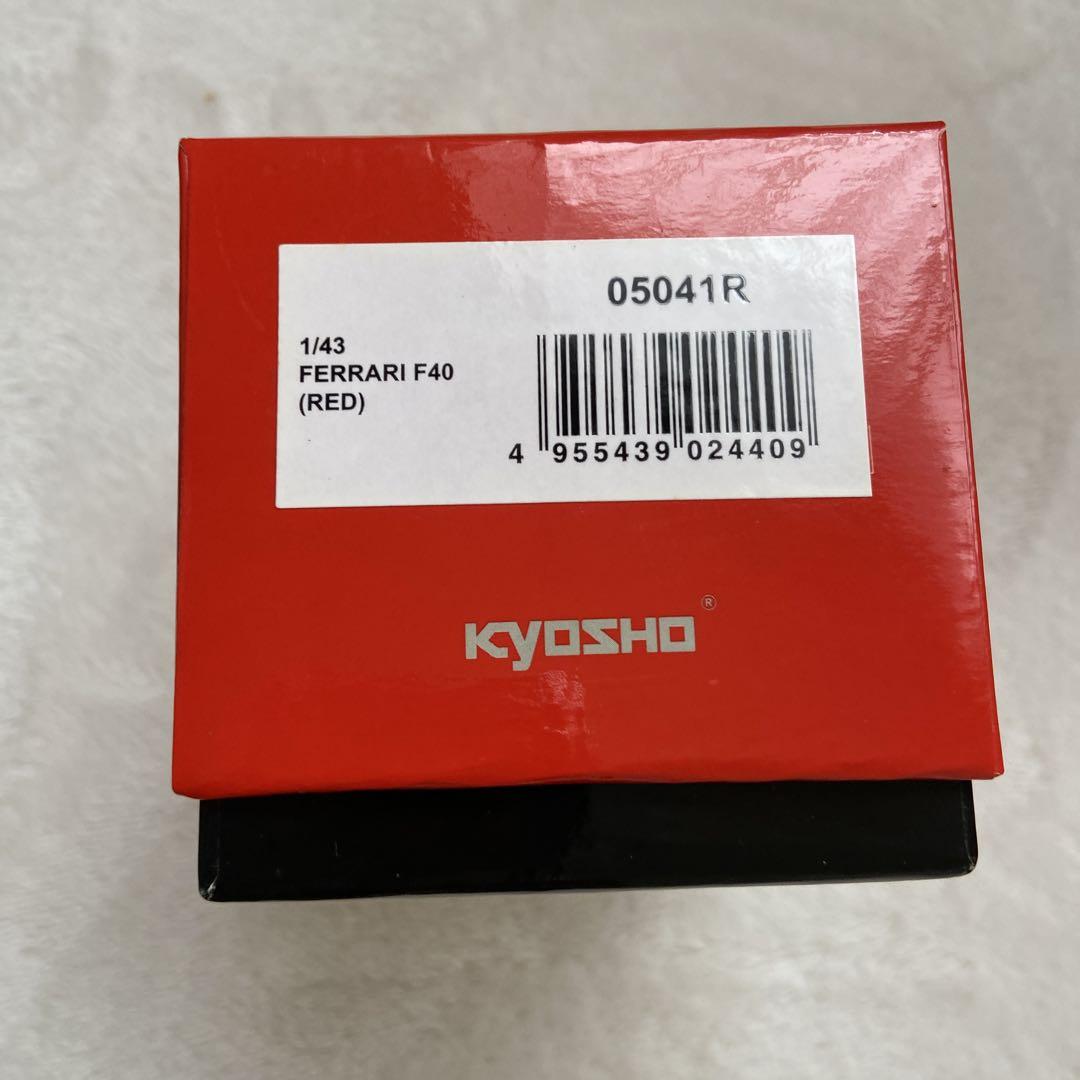 05041R
1/43
FERRARI F40
(RED)
4 955439 024409
KYOSHO ®